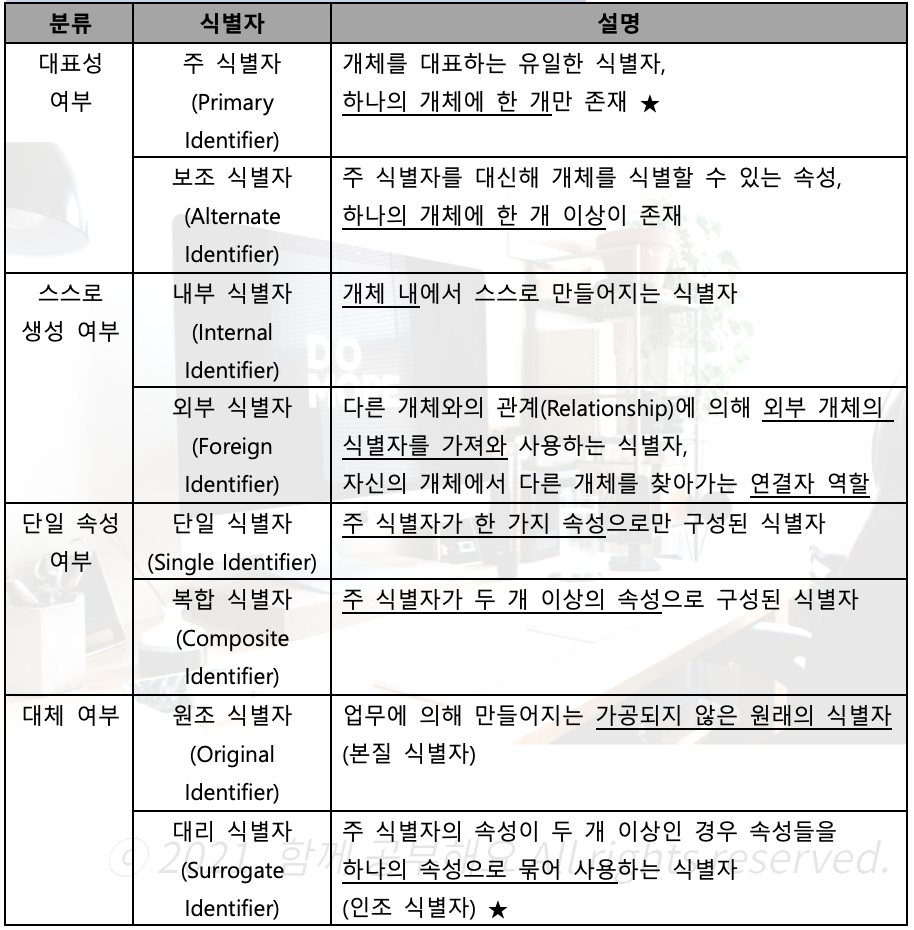 분류 식별자 설명
대표성
여부
주 식별자
(Primary
Identifier)
개체를 대표하는 유일한 식별자,
하나의 개체에 한 개만 존재 ★
보조 식별자
(Alternate
Identifier)
주 식별자를 대신해 개체를 식별할 수 있는 속성,
하나의 개체에 한 개 이상이 존재
스스로
생성 여부
내부 식별자
(Internal
Identifier)
개체 내에서 스스로 만들어지는 식별자
외부 식별자
(Foreign
Identifier)
다른 개체와의 관계(Relationship)에 의해 외부 개체의
식별자를 가져와 사용하는 식별자,
자신의 개체에서 다른 개체를 찾아가는 연결자 역할
단일 속성
여부
단일 식별자
(Single Identifier)
주 식별자가 한 가지 속성으로만 구성된 식별자
복합 식별자
(Composite
Identifier)
주 식별자가 두 개 이상의 속성으로 구성된 식별자
대체 여부
원조 식별자
(Original
Identifier)
업무에 의해 만들어지는 가공되지 않은 원래의 식별자
(본질 식별자)
대리 식별자
(Surrogate
Identifier)
주 식별자의 속성이 두 개 이상인 경우 속성들을
하나의 속성으로 묶어 사용하는 식별자
(인조 식별자) ★
DO
MORE
© 2021. 함께 공부해요 All rights reserved.